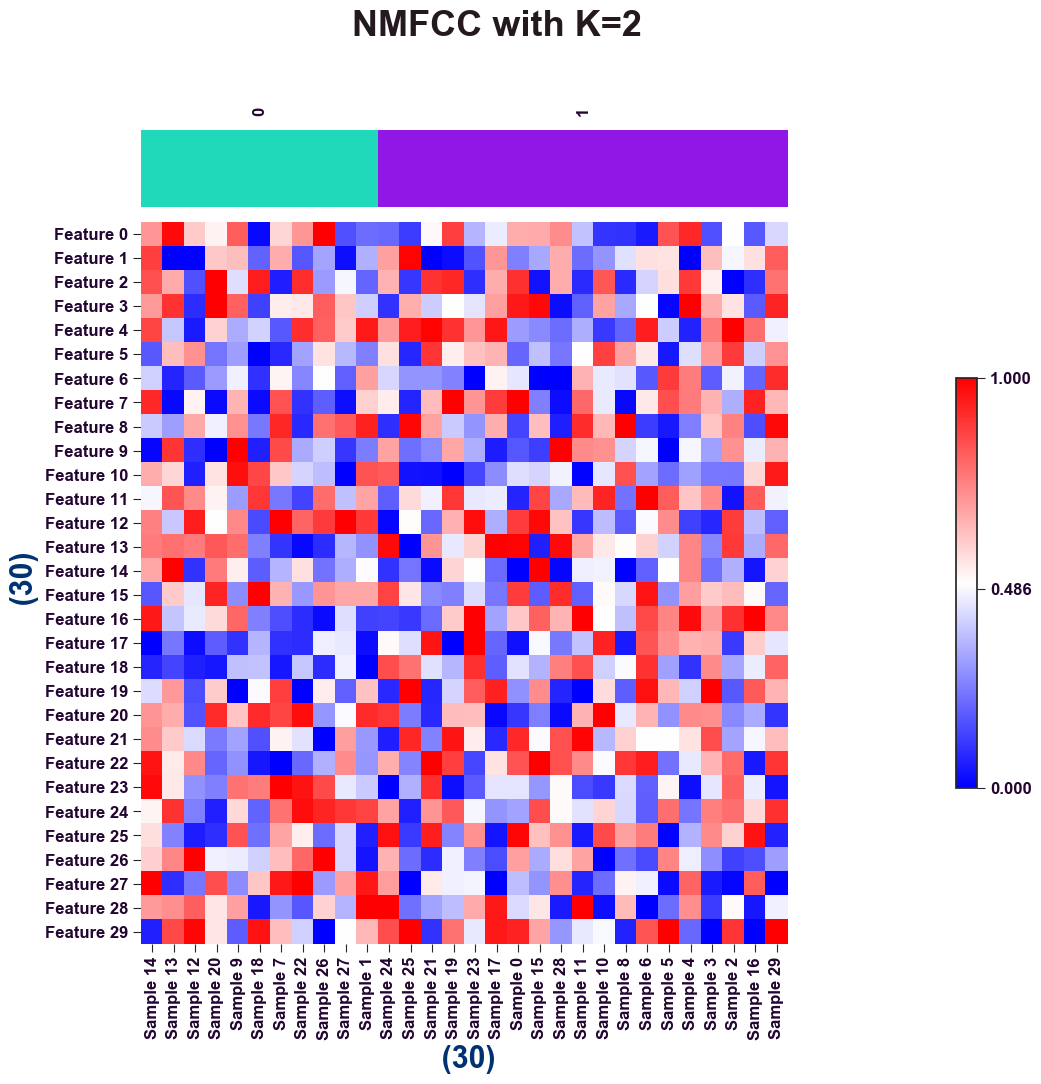 NMFCC with K=2
0
1
Feature 0
Feature 1
Feature 2
Feature 3
Feature 4
Feature 5
Feature 6
Feature 7
Feature 8
Feature 9
Feature 10
Feature 11
Feature 12
Feature 13
Feature 14
Feature 15
Feature 16
Feature 17
Feature 18
Feature 19
Feature 20
Feature 21
Feature 22
Feature 23
Feature 24
Feature 25
Feature 26
Feature 27
Feature 28
Feature 29
(30)
1.000
0.486
0.000
Sample 14
Sample 13
Sample 12
Sample 20
Sample 9
Sample 18
Sample 7
Sample 22
Sample 26
Sample 27
Sample 1
Sample 24
Sample 25
Sample 21
Sample 19
Sample 23
Sample 17
Sample 0
Sample 15
Sample 28
Sample 11
Sample 10
Sample 8
Sample 6
Sample 5
Sample 4
Sample 3
Sample 2
Sample 16
Sample 29
(30)